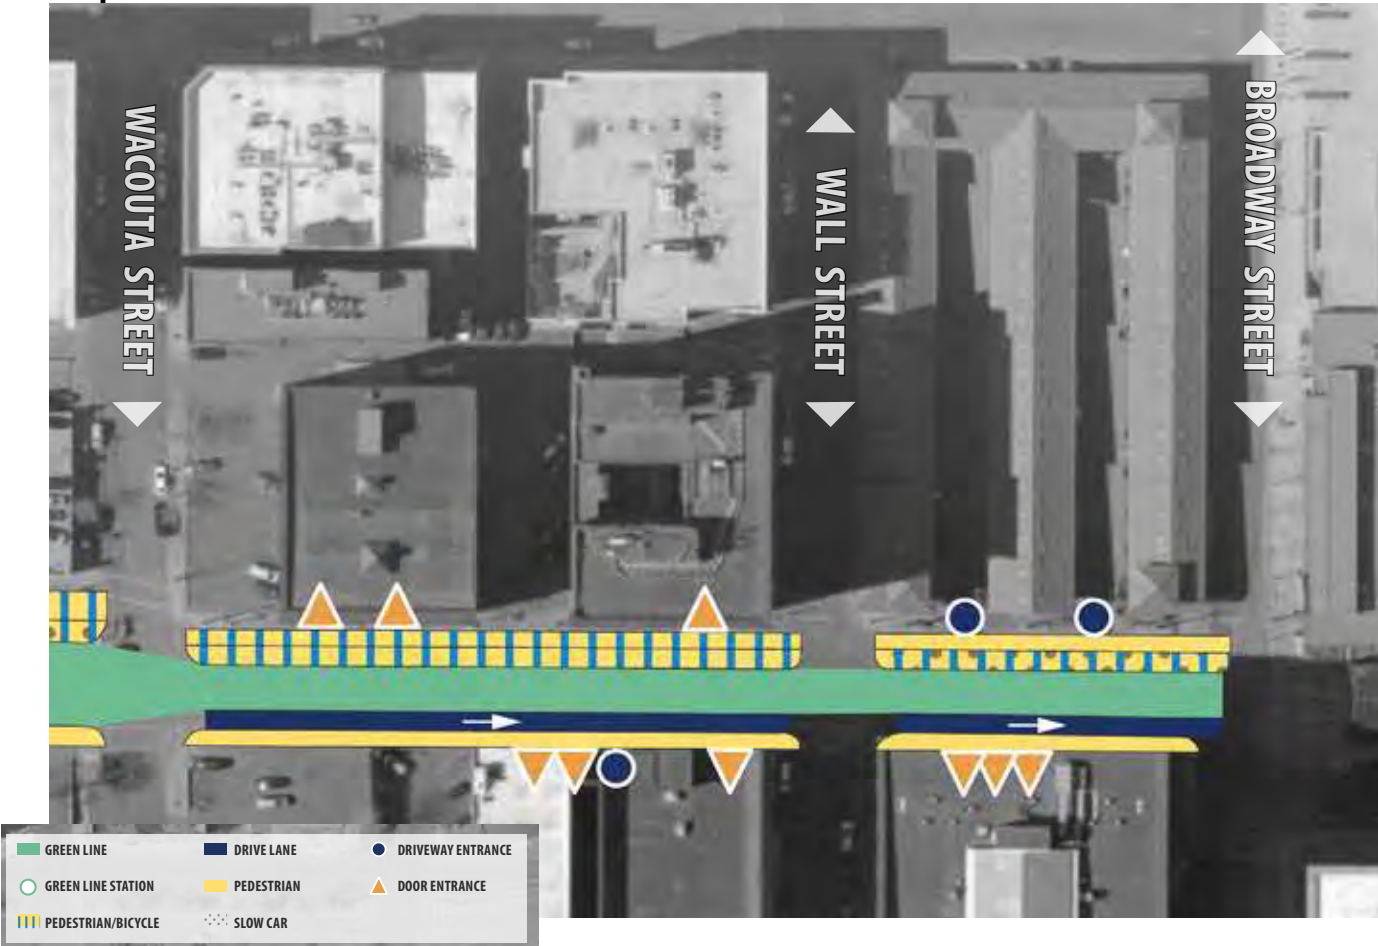 WACOUTA STREET
WALL STREET
BROADWAY STREET
GREEN LINE
DRIVE LANE
DRIVEWAY ENTRANCE
GREEN LINE STATION
PEDESTRIAN
DOOR ENTRANCE
PEDESTRIAN/BICYCLE
SLOW CAR